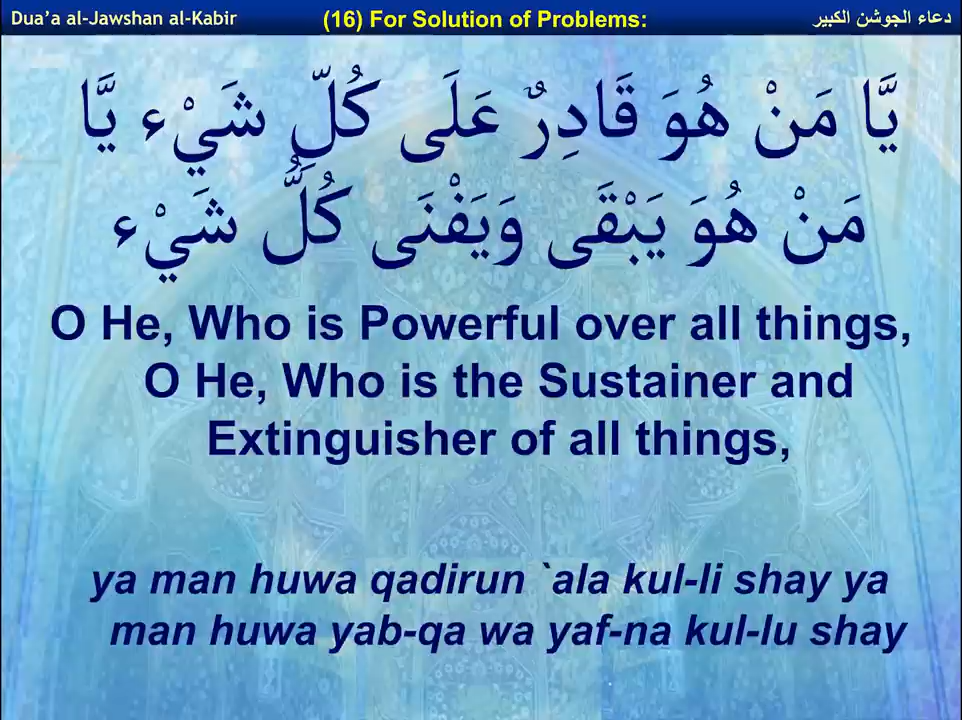 Dua’a al-Jawshan al-Kabir
(16) For Solution of Problems:
دعاء الجوشن الكبير
يَّا مَنْ هُوَ قَادِرٌ عَلَى كُلِّ شَيْء يَّا
مَنْ هُوَ يَبْقَى وَيَفْنَى كُلُّ شَيْء
O He, Who is Powerful over all things,
O He, Who is the Sustainer and
Extinguisher of all things,
ya man huwa qadirun `ala kul-li shay ya
man huwa yab-qa wa yaf-na kul-lu shay